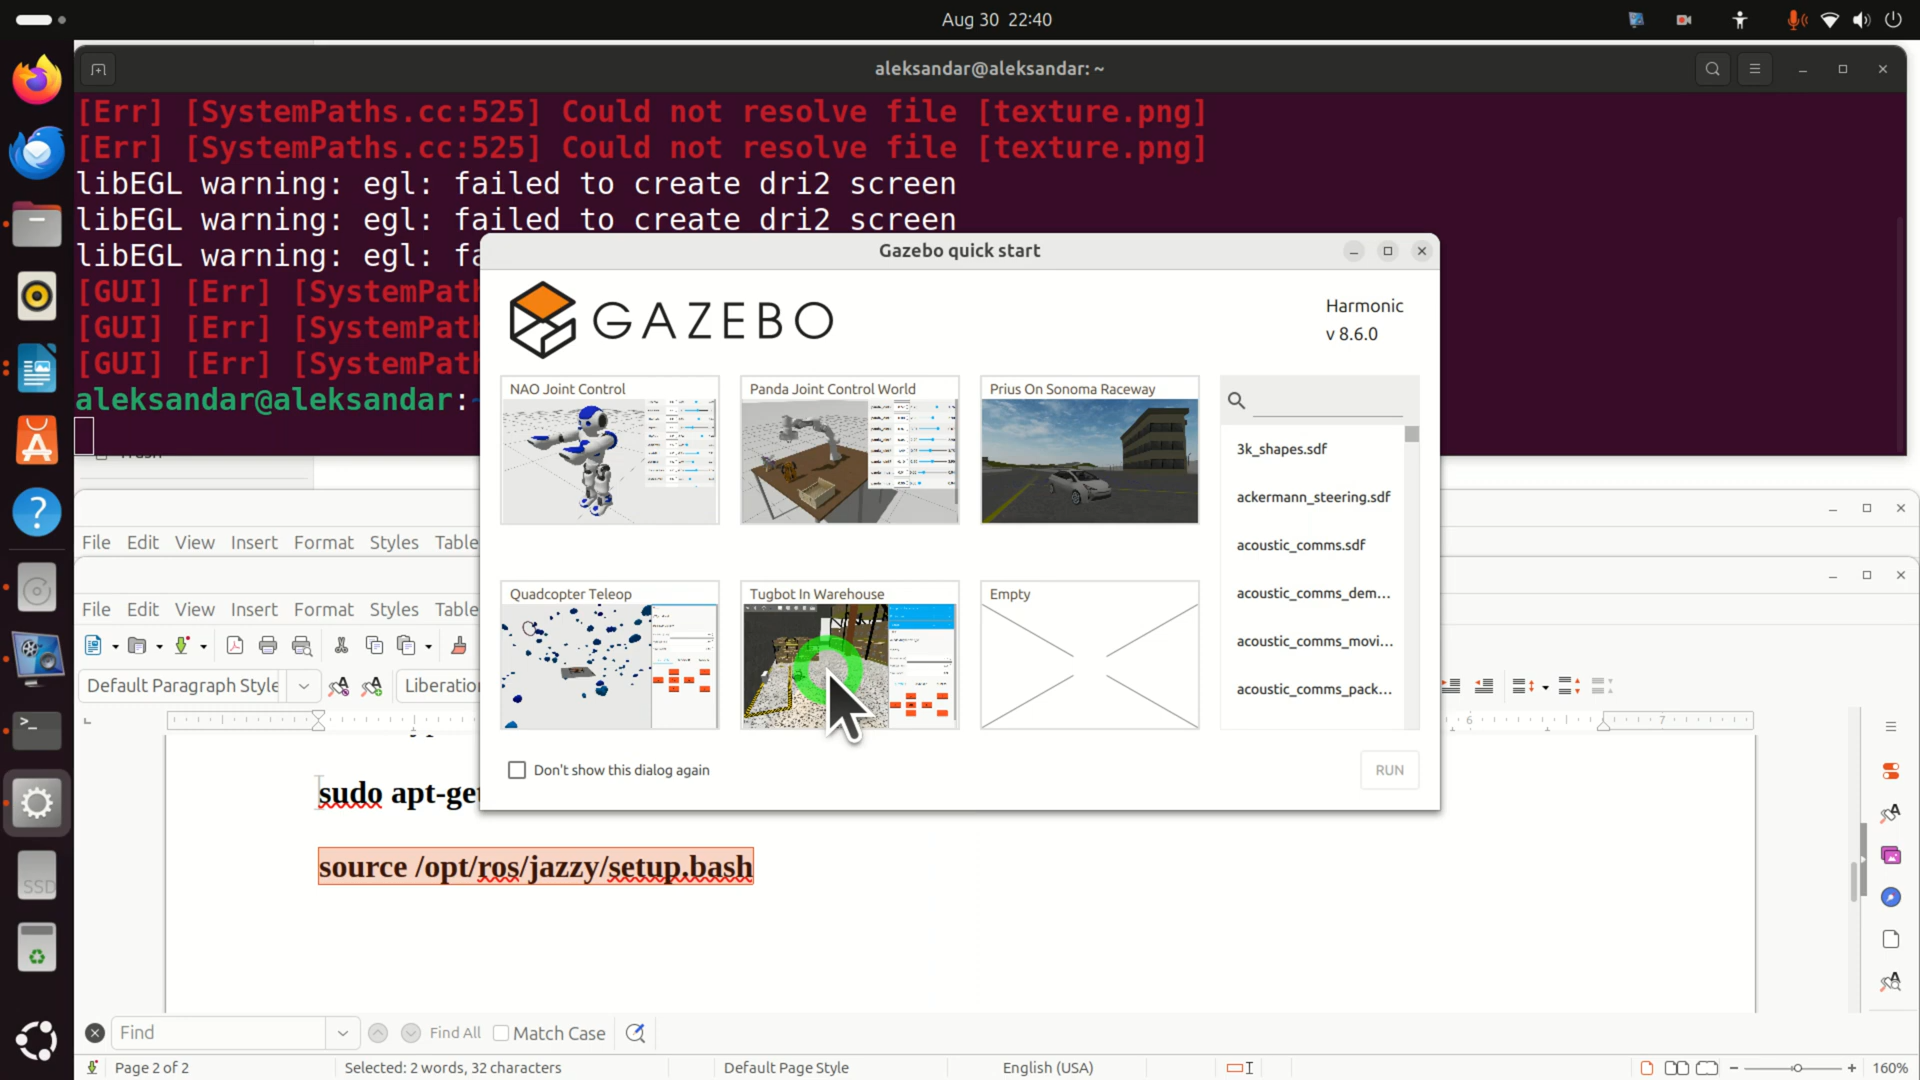 Aug 30 22:40
aleksandar@aleksandar: ~
[Err] [SystemPaths.cc:525] Could not resolve file [texture.png]
[Err] [SystemPaths.cc:525] Could not resolve file [texture.png]
libEGL warning: egl: failed to create dri2 screen
libEGL warning: egl: failed to create dri2 screen
libEGL warning: egl:
[GUI] [Err] [SystemPath
[GUI] [Err] [SystemPath
[GUI] [Err] [SystemPath
aleksandar@aleksandar:
Gazebo quick start
GAZEBO
Harmonic
v 8.6.0
NAO Joint Control
Panda Joint Control World
Prius On Sonoma Raceway
3k_shapes.sdf
ackermann_steering.sdf
acoustic_comms.sdf
acoustic_comms_dem...
acoustic_comms_movi...
acoustic_comms_pack...
Quadcopter Teleop
Tugbot In Warehouse
Empty
Don't show this dialog again
RUN
File Edit View Insert Format Styles Table
File Edit View Insert Format Styles Table
Default Paragraph Style
Liberation
6 7
sudo apt-get
source /opt/ros/jazzy/setup.bash
SSD
Find
Find All
Match Case
Page 2 of 2
Selected: 2 words, 32 characters
Default Page Style
English (USA)
160%